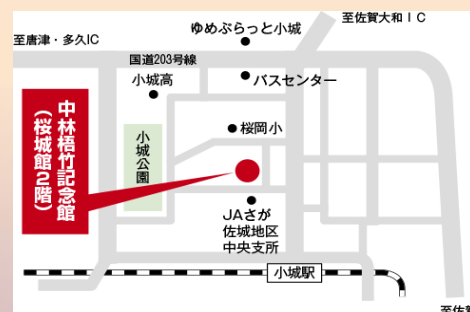 ゆめぷらっと小城
至佐賀大和IC
至唐津・多久IC
国道203号線
小城高
バスセンター
桜岡小
小城公園
中林梧竹記念館
(桜城館2階)
JAさが
佐城地区
中央支所
小城駅
至佐賀